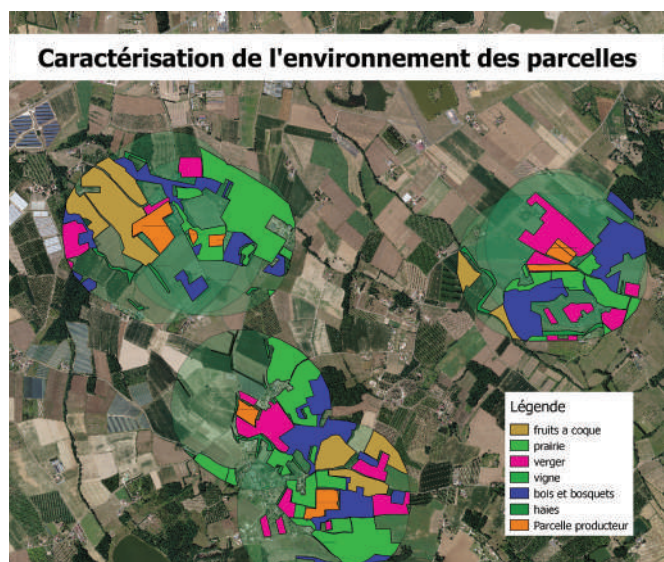 Caractérisation de l'environnement des parcelles
Légende
fruits a coque
prairie
verger
vigne
bois et bosquets
haies
Parcelle producteur